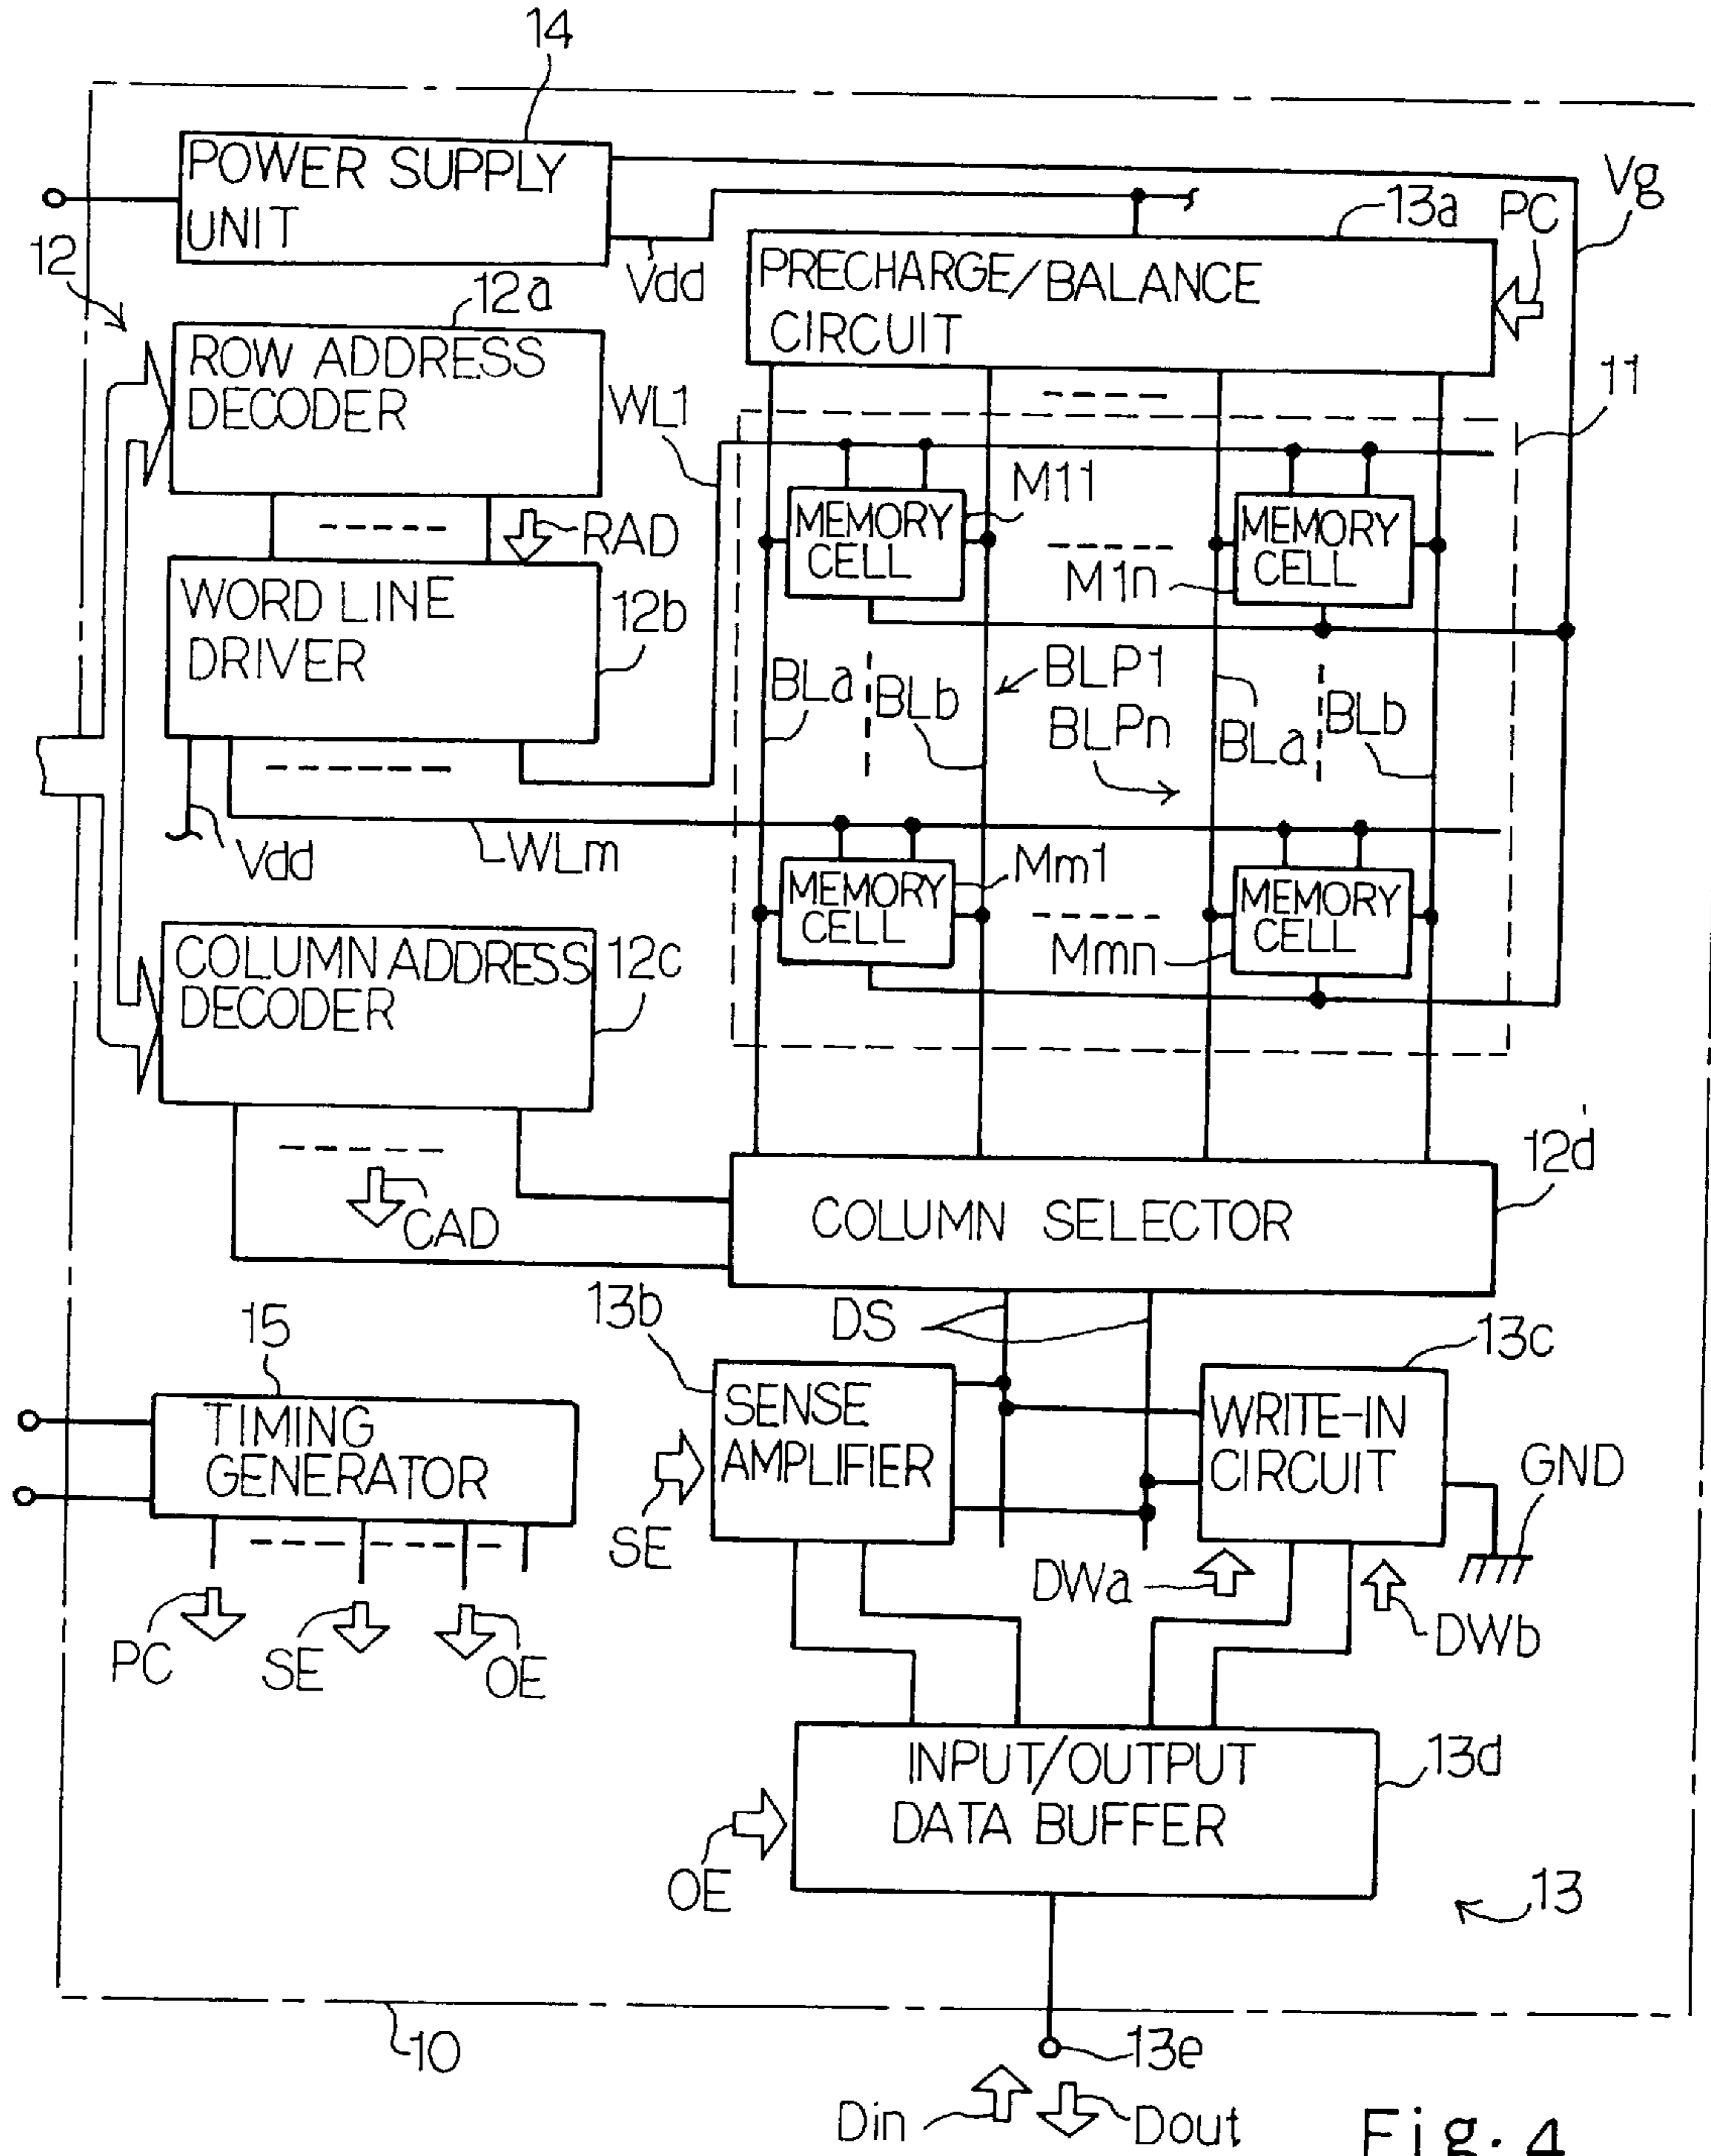 14
POWER SUPPLY
UNIT
Vg
13a
PC
12
Vdd
PRECHARGE/BALANCE
CIRCUIT
12a
ROW ADDRESS
DECODER
WL1
11
M11
MEMORY
CELL
MEMORY
CELL
M1n
RAD
WORD LINE
DRIVER
12b
BLa
BLb
BLP1
BLPn
BLa
BLb
Vdd
WLm
Mm1
MEMORY
CELL
MEMORY
CELL
Mmn
COLUMN ADDRESS
DECODER
12c
12d
CAD
COLUMN SELECTOR
13b
DS
13c
15
TIMING
GENERATOR
SENSE
AMPLIFIER
WRITE-IN
CIRCUIT
GND
SE
DWa
DWb
PC
SE
OE
INPUT/OUTPUT
DATA BUFFER
13d
OE
13
10
13e
Din
Dout
Fig. 4